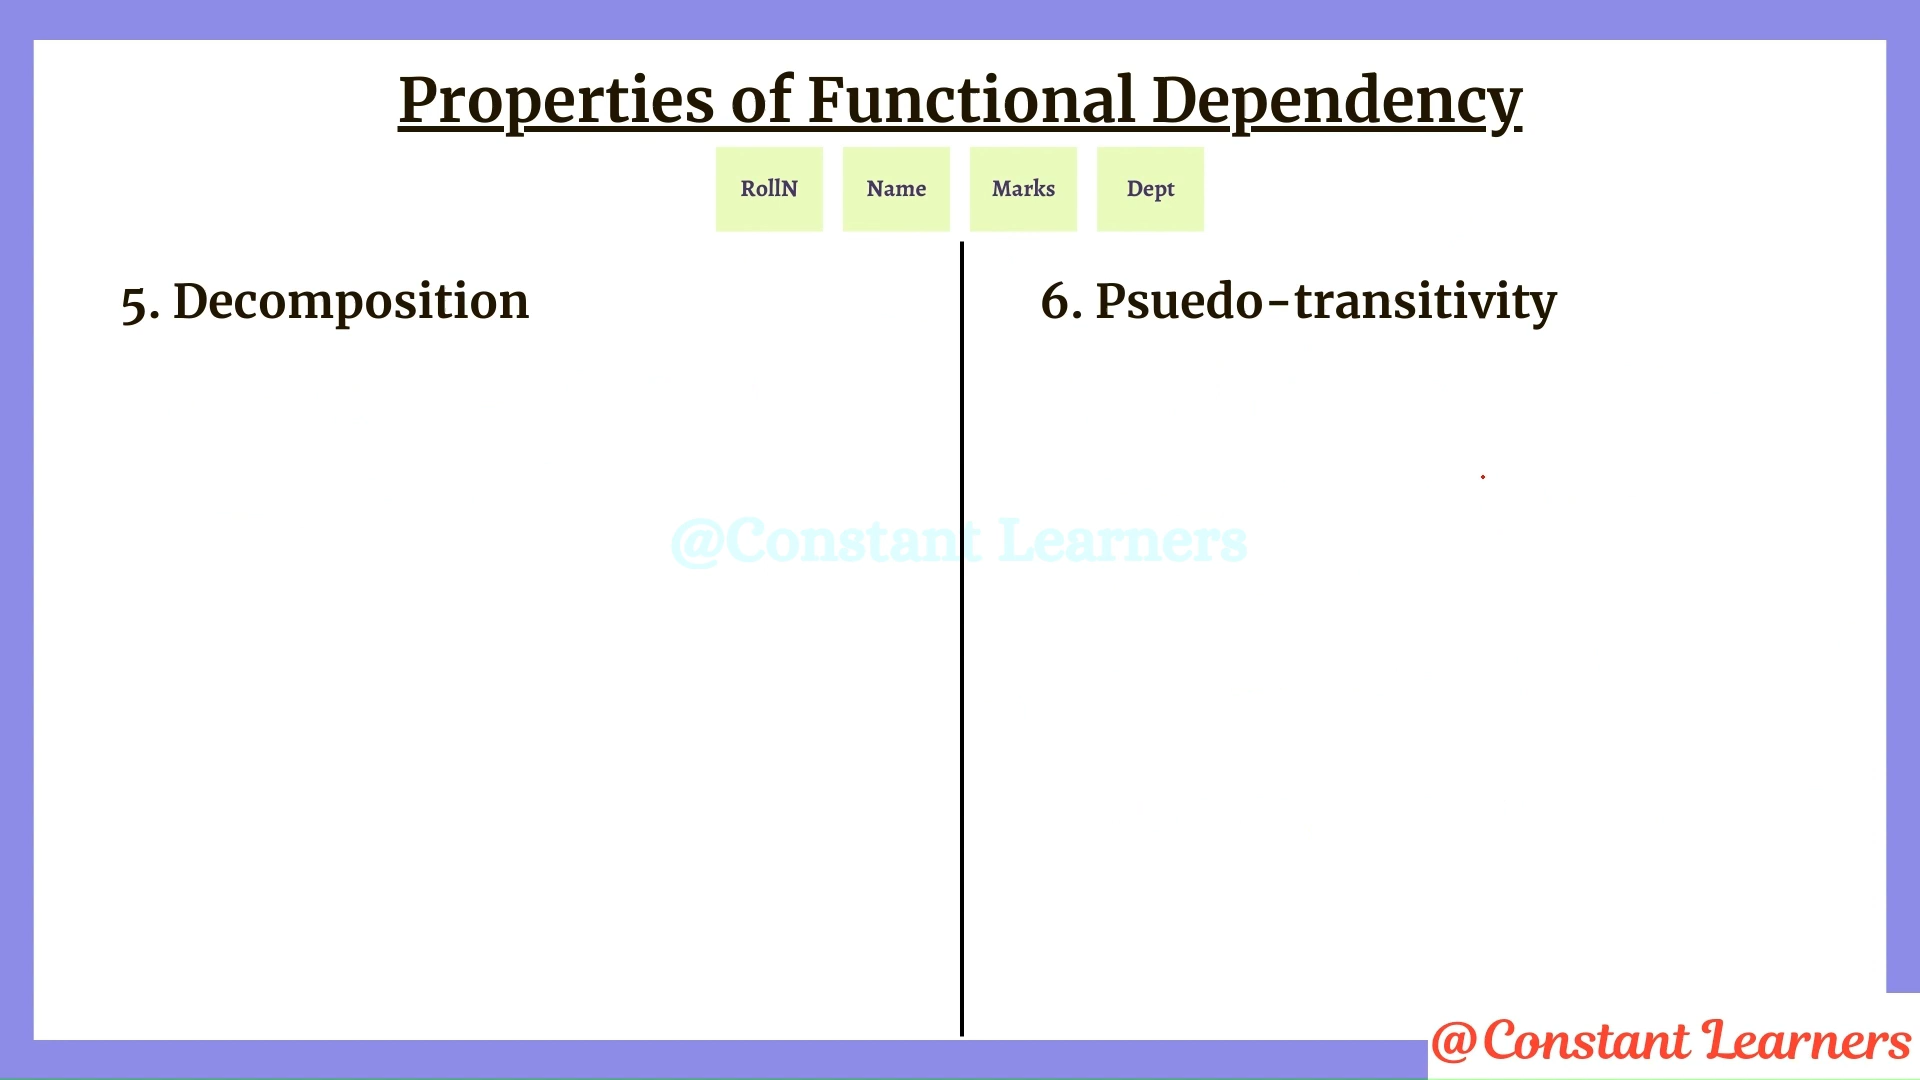 Properties of Functional Dependency
RollN Name Marks Dept
5. Decomposition
6. Psuedo-transitivity
@Constant Learners
@Constant Learners